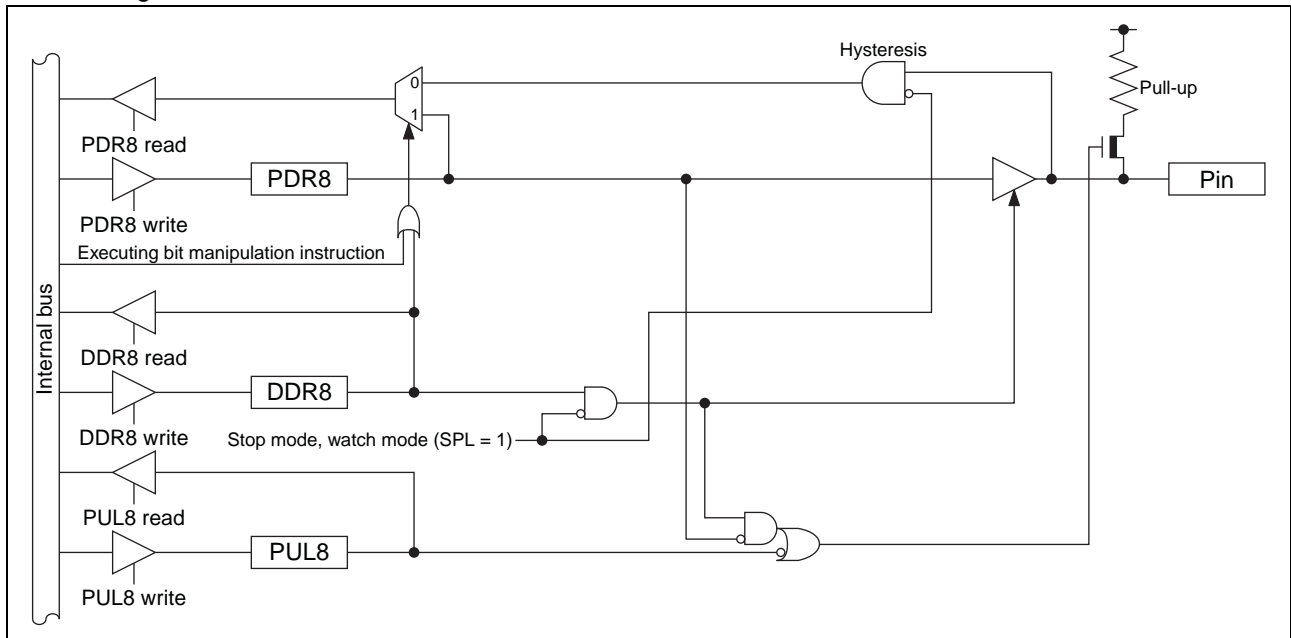 Hysteresis
0
Pull-up
1
PDR8 read
PDR8
Pin
PDR8 write
Executing bit manipulation instruction
Internal bus
DDR8 read
DDR8
DDR8 write
Stop mode, watch mode (SPL = 1)
PUL8 read
PUL8
PUL8 write